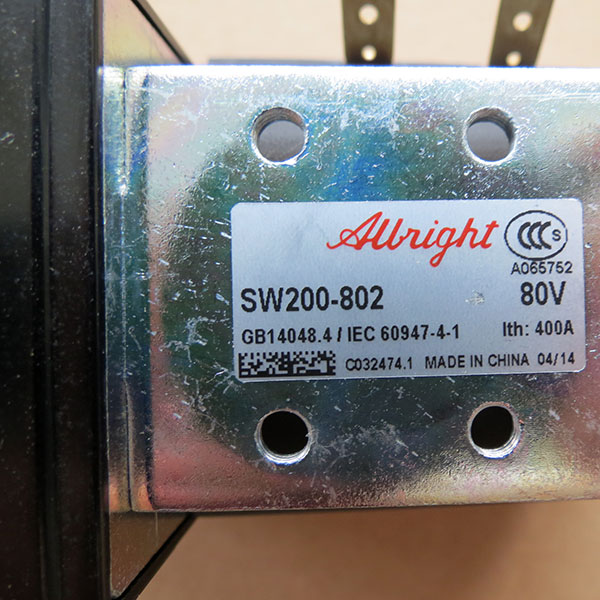 Albright CCC S
A065752
SW200-802 80V
GB14048.4 / IEC 60947-4-1 Ith: 400A
C032474.1 MADE IN CHINA 04/14